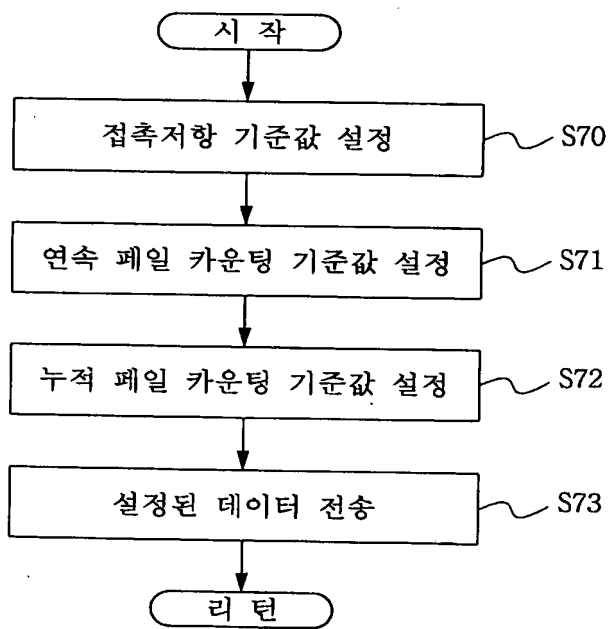 시 작
접촉저항 기준값 설정
S70
연속 페일 카운팅 기준값 설정
S71
누적 페일 카운팅 기준값 설정
S72
설정된 데이터 전송
S73
리 턴